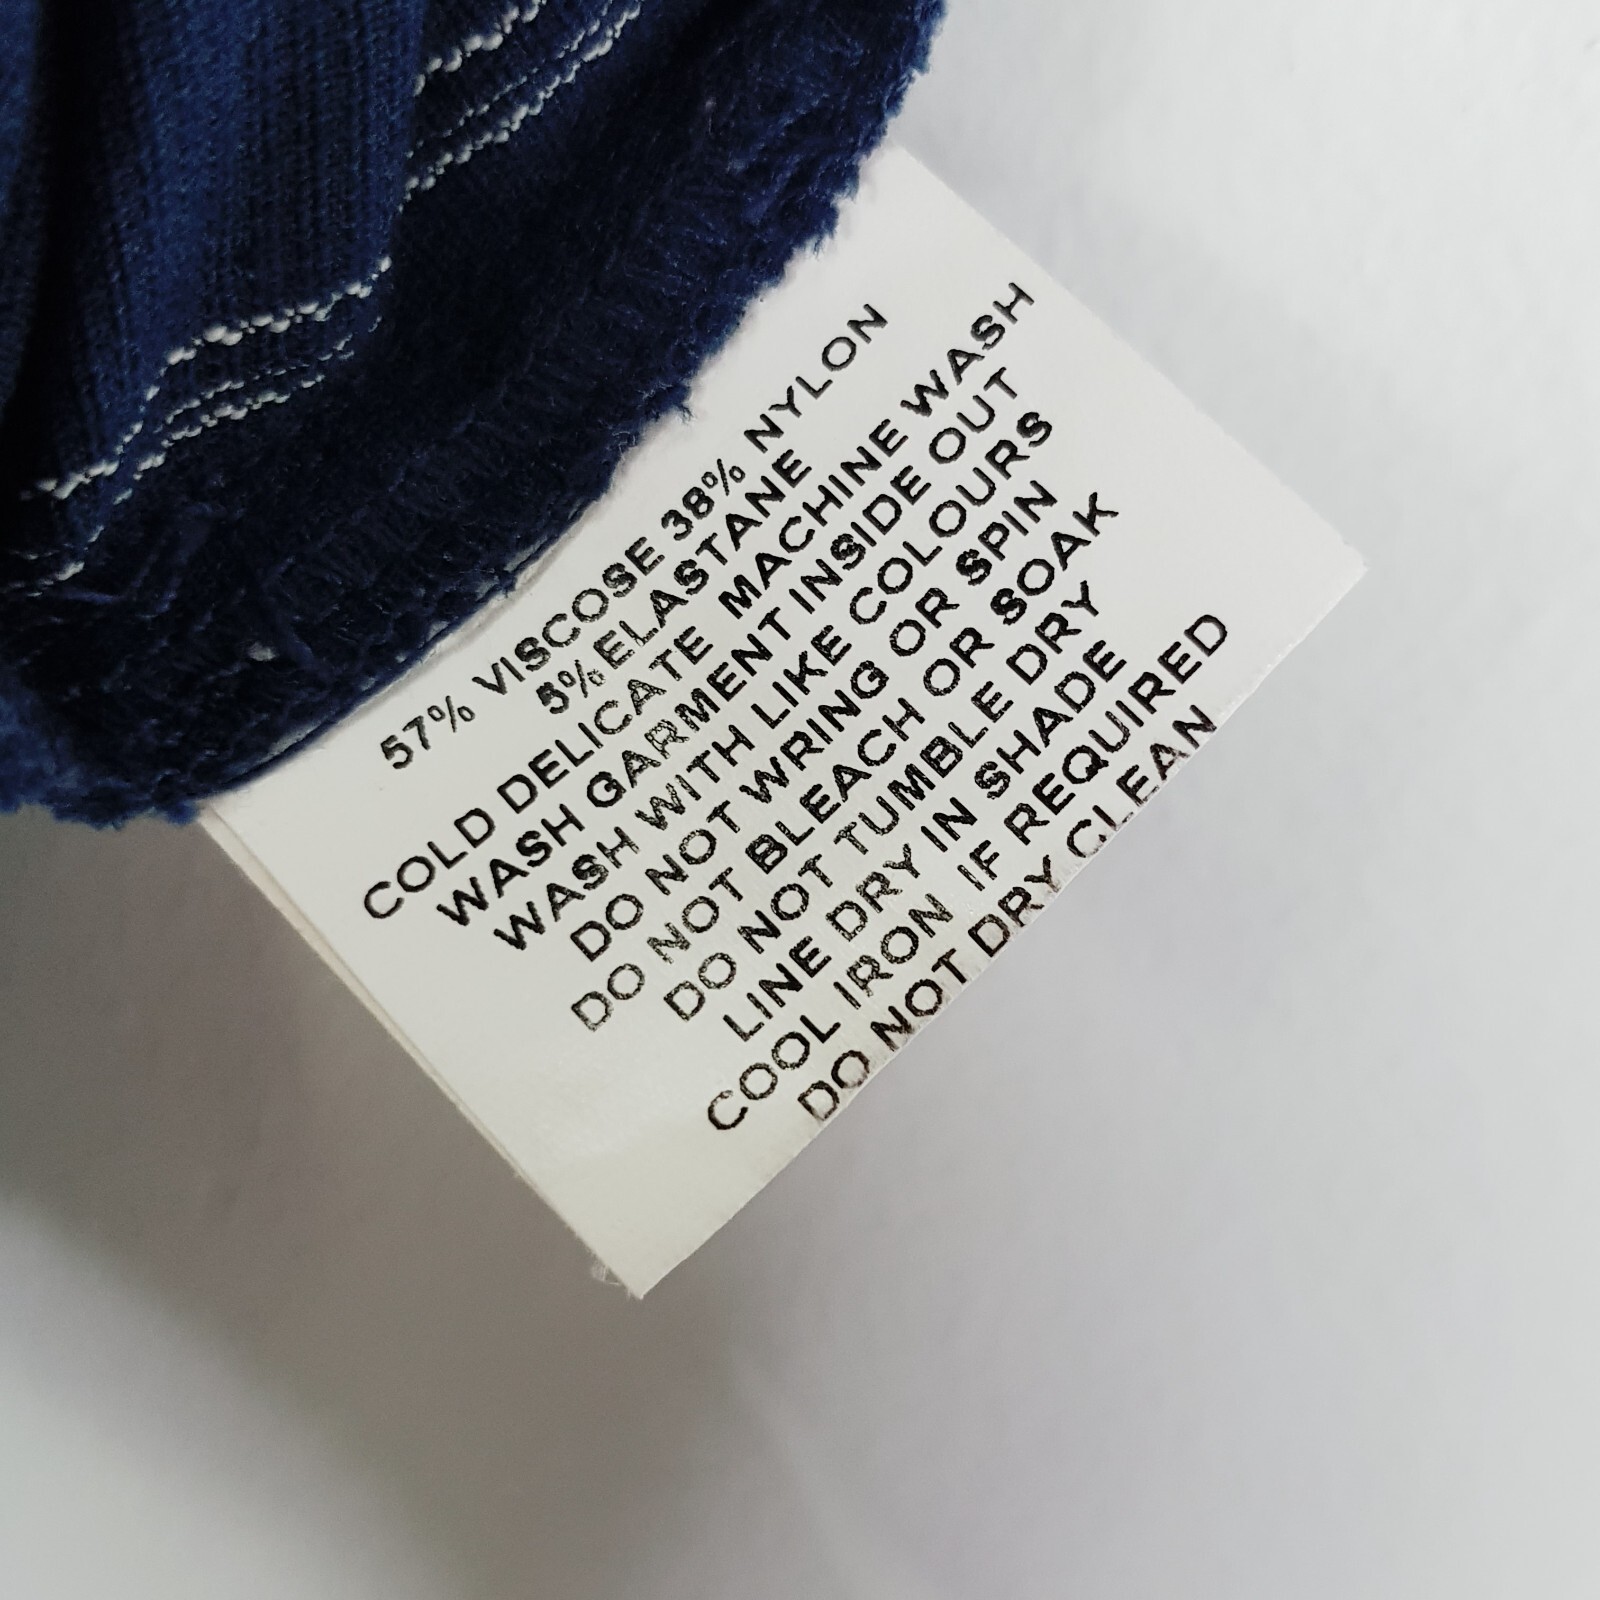 57% VISCOSE 38% NYLON
5% ELASTANE
COLD DELICATE MACHINE WASH
WASH GARMENT INSIDE OUT
WASH WITH LIKE COLOURS
DO NOT WRING OR SPIN
DO NOT BLEACH OR SOAK
DO NOT TUMBLE DRY
LINE DRY IN SHADE
COOL IRON IF REQUIRED
DO NOT DRY CLEAN